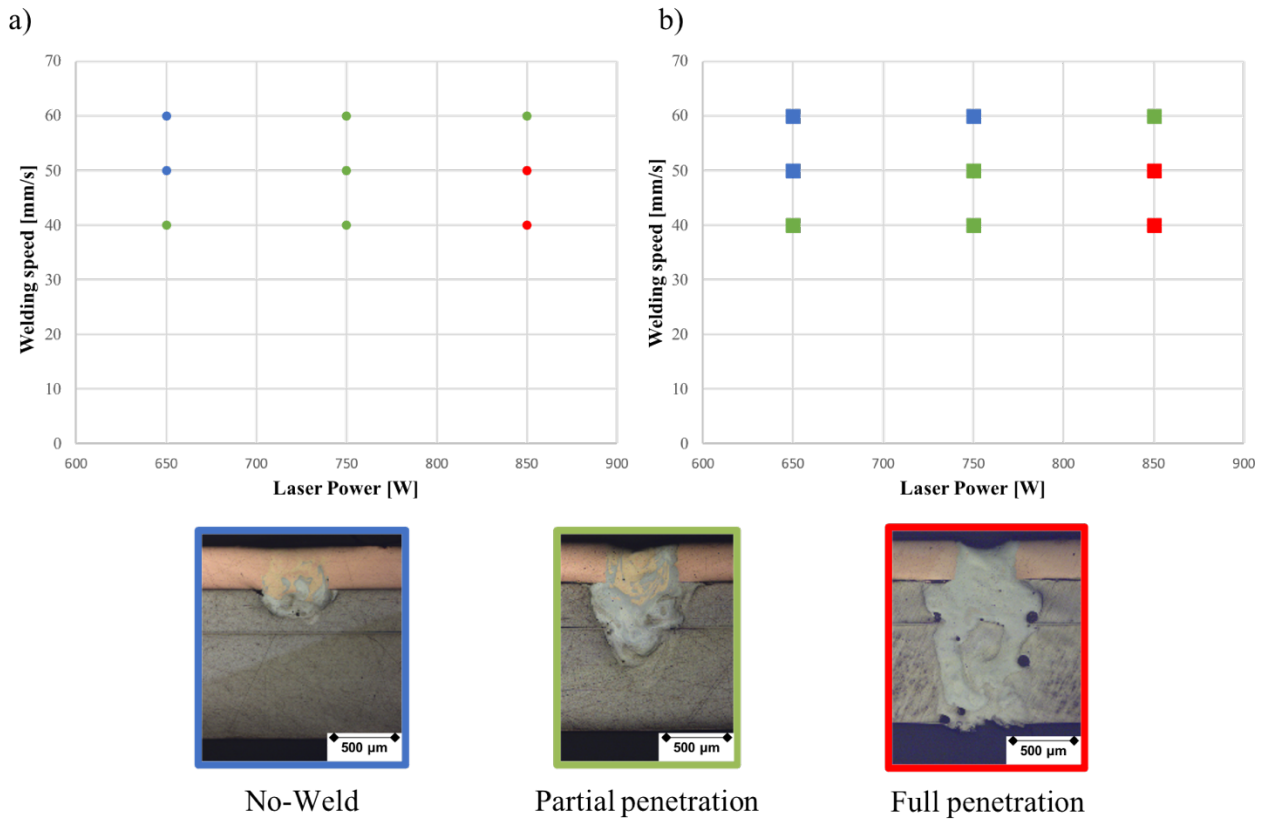 a)
b)
70
60
50
40
30
20
10
0
Welding speed [mm/s]
600
650
700
750
800
850
900
Laser Power [W]
70
60
50
40
30
20
10
0
Welding speed [mm/s]
600
650
700
750
800
850
900
Laser Power [W]
500 µm
500 µm
500 µm
No-Weld
Partial penetration
Full penetration